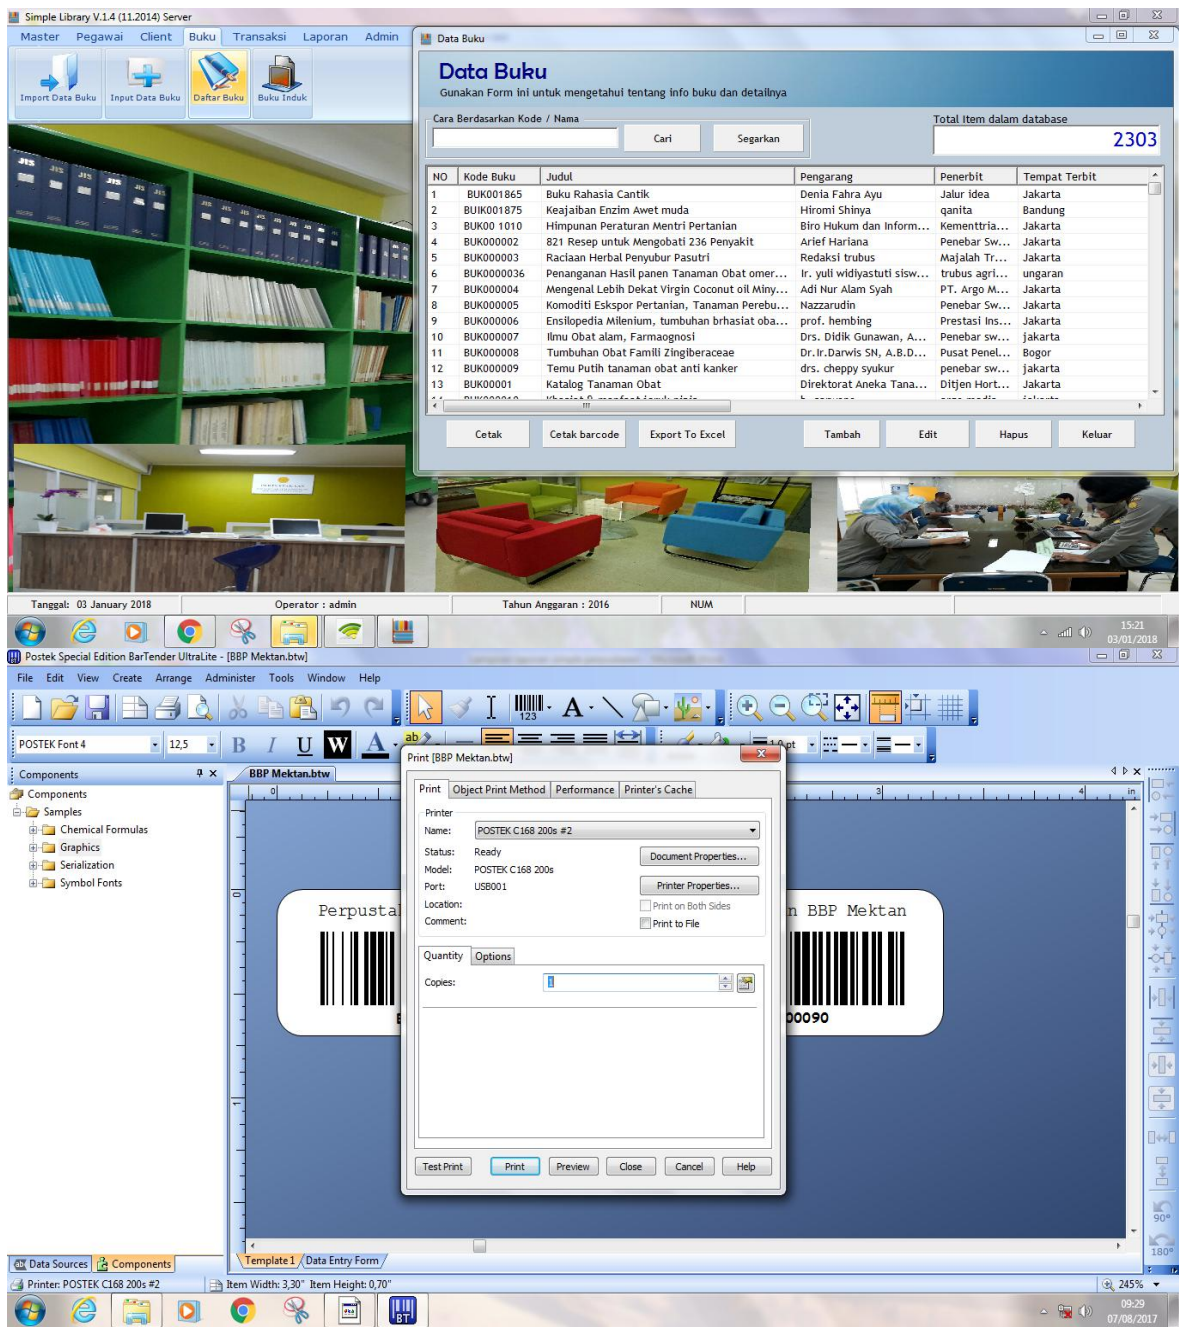 Simple Library V.1.4 (11.2014) Server
Master Pegawai Client Buku Transaksi Laporan Admin
Import Data Buku Input Data Buku Daftar Buku Buku Induk
Data Buku
Data Buku
Gunakan Form ini untuk mengetahui tentang info buku dan detailnya
Cara Berdasarkan Kode / Nama
Cari Segarkan
Total Item dalam database
2303
NO Kode Buku Judul Pengarang Penerbit Tempat Terbit
1 BUK001865 Buku Rahasia Cantik Denia Fahra Ayu Jalur idea Jakarta
2 BUIK001875 Keajaiban Enzim Awet muda Hiromi Shinya qanita Bandung
3 BUK00 1010 Himpunan Peraturan Mentri Pertanian Biro Hukum dan Inform... Kementtria... Jakarta
4 BUK000002 821 Resep untuk Mengobati 236 Penyakit Arief Hariana Penebar Sw... Jakarta
5 BUK000003 Raciaan Herbal Penyubur Pasutri Redaksi trubus Majalah Tr... Jakarta
6 BUK0000036 Penanganan Hasil panen Tanaman Obat omer... Ir. yuli widiyastuti sisw... trubus agri... ungaran
7 BUK000004 Mengenal Lebih Dekat Virgin Coconut oil Miny... Adi Nur Alam Syah PT. Argo M... Jakarta
8 BUK000005 Komoditi Eskspor Pertanian, Tanaman Perebu... Nazzarudin Penebar Sw... Jakarta
9 BUK000006 Ensilopedia Milenium, tumbuhan brhasiat oba... prof. hembing Prestasi Ins... Jakarta
10 BUK000007 Ilmu Obat alam, Farmaognosi Drs. Didik Gunawan, A... Penebar sw... jakarta
11 BUK000008 Tumbuhan Obat Famili Zingiberaceae Dr.Ir.Darwis SN, A.B.D... Pusat Penel... Bogor
12 BUK000009 Temu Putih tanaman obat anti kanker drs. cheppy syukur penebar sw... jakarta
13 BUK00001 Katalog Tanaman Obat Direktorat Aneka Tana... Ditjen Hort... Jakarta
Cetak Cetak barcode Export To Excel Tambah Edit Hapus Keluar
Tanggal: 03 January 2018 Operator : admin Tahun Anggaran : 2016 NUM
15:21
03/01/2018
Postek Special Edition BarTender UltraLite - [BBP Mektan.btw]
File Edit View Create Arrange Administer Tools Window Help
POSTEK Font 4 12,5 B I U W A
Components
BBP Mektan.btw
Components
Samples
Chemical Formulas
Graphics
Serialization
Symbol Fonts
Print [BBP Mektan.btw]
Print Object Print Method Performance Printer's Cache
Printer
Name: POSTEK C168 200s #2
Status: Ready
Document Properties...
Model: POSTEK C168 200s
Port: USB001
Printer Properties...
Location:
Print on Both Sides
Comment:
Print to File
Quantity Options
Copies: 1
Test Print Print Preview Close Cancel Help
Perpustak
n BBP Mektan
00090
Template 1 Data Entry Form
Data Sources Components
Printer: POSTEK C168 200s #2 Item Width: 3,30" Item Height: 0,70" 245%
09:29
07/08/2017